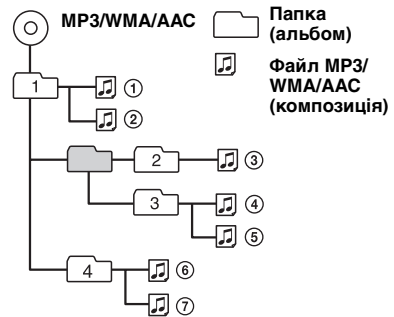 MP3/WMA/AAC
Папка
(альбом)
Файл MP3/
WMA/AAC
(композиція)
1
①
②
2
③
3
④
⑤
4
⑥
⑦